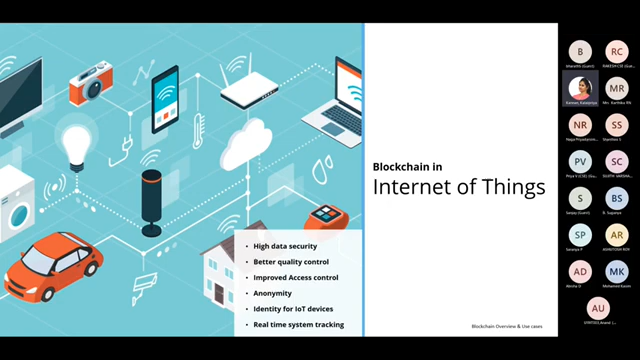 Blockchain in
Internet of Things
High data security
Better quality control
Improved Access control
Anonymity
Identity for IoT devices
Real time system tracking
Blockchain Overview & Use cases
B
RC
MR
NR
SS
PV
SC
S
BS
SP
AR
AD
MK
AU